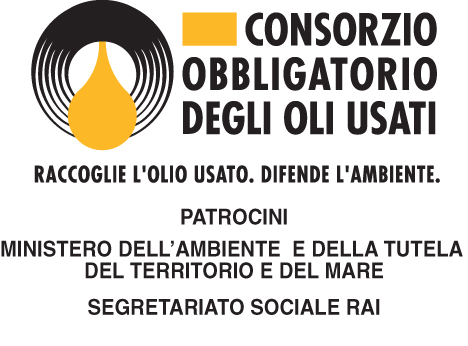 CONSORZIO
OBBLIGATORIO
DEGLI OLI USATI
RACCOGLIE L'OLIO USATO. DIFENDE L'AMBIENTE.
PATROCINI
MINISTERO DELL’AMBIENTE  E DELLA TUTELA
DEL TERRITORIO E DEL MARE
SEGRETARIATO SOCIALE RAI